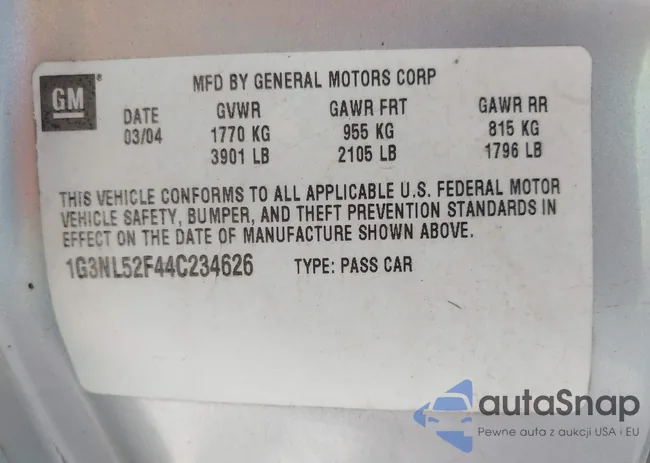 GM
MFD BY GENERAL MOTORS CORP
DATE GVWR GAWR FRT GAWR RR
03/04 1770 KG 955 KG 815 KG
3901 LB 2105 LB 1796 LB
THIS VEHICLE CONFORMS TO ALL APPLICABLE U.S. FEDERAL MOTOR
VEHICLE SAFETY, BUMPER, AND THEFT PREVENTION STANDARDS IN
EFFECT ON THE DATE OF MANUFACTURE SHOWN ABOVE.
1G3NL52F44C234626 TYPE: PASS CAR
autaSnap
Pewne auta z aukcji USA i EU